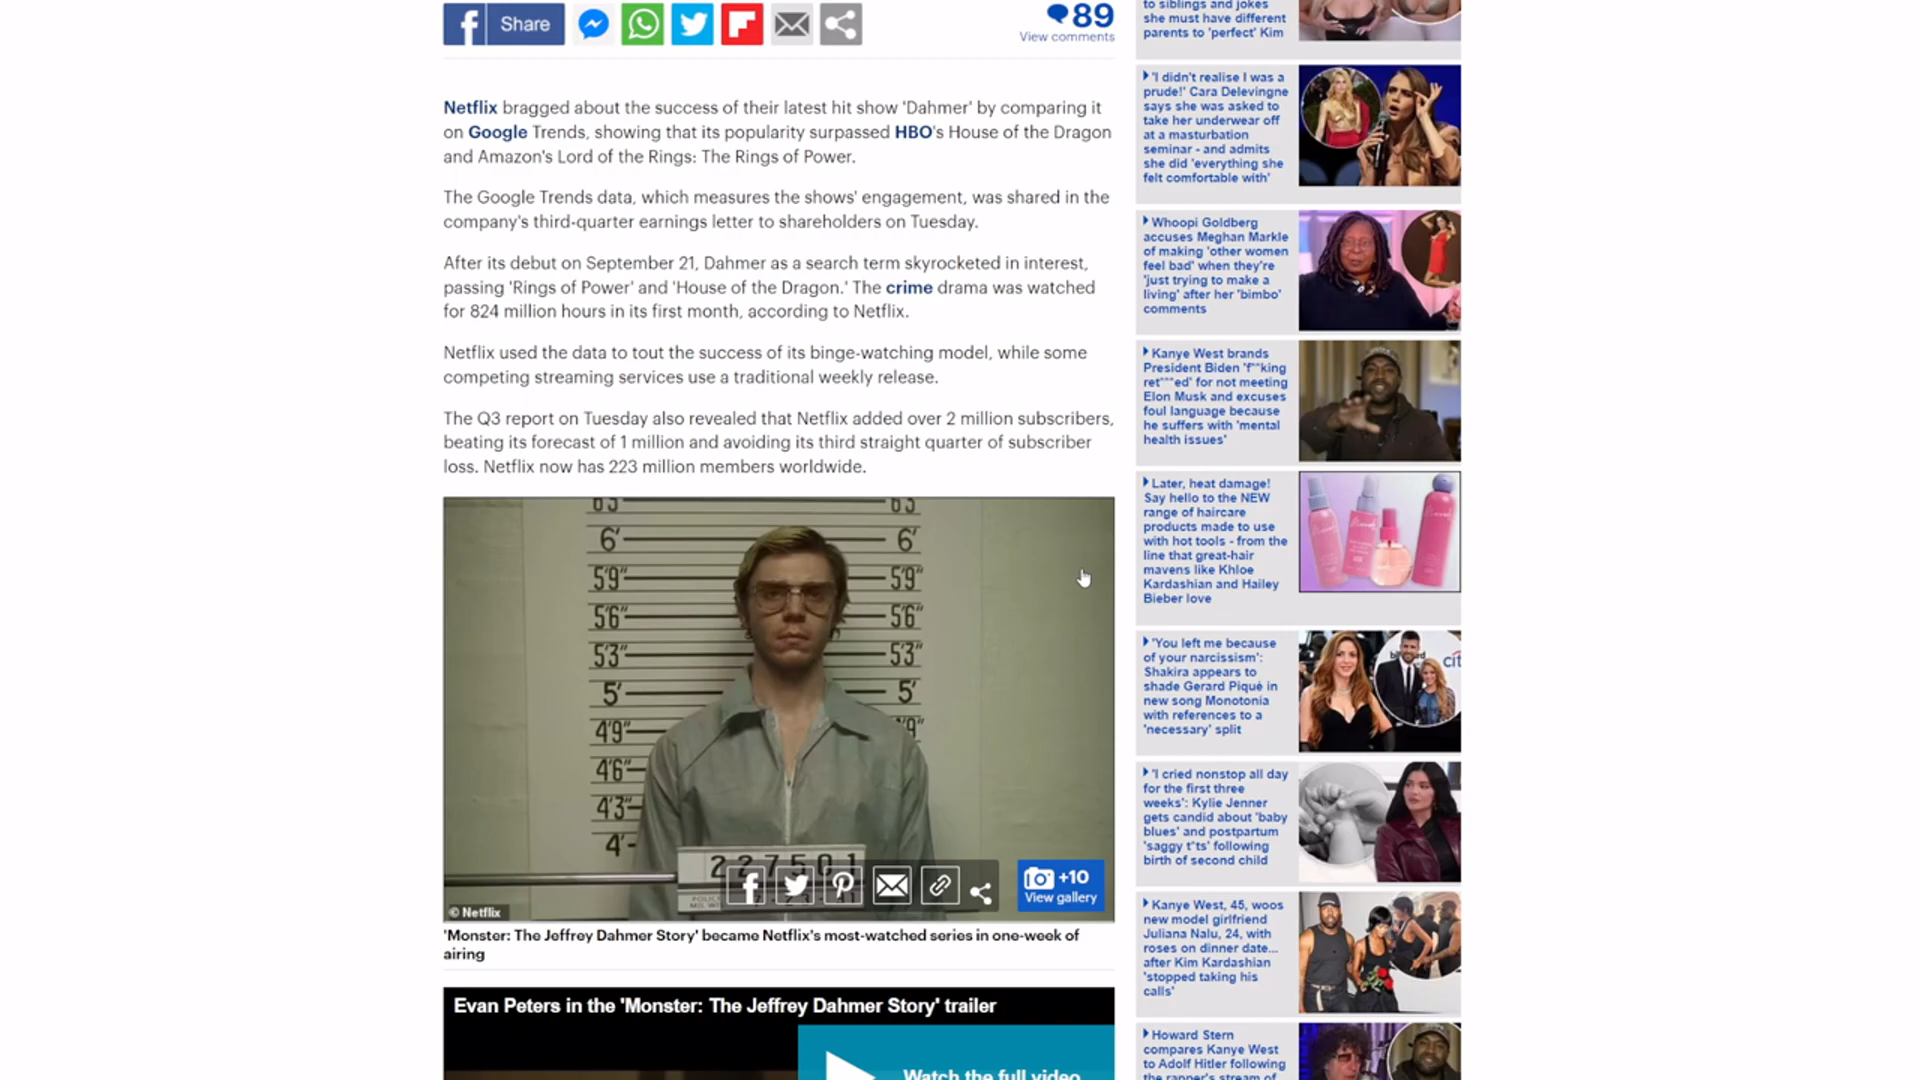 Share
89
View comments
Netflix bragged about the success of their latest hit show 'Dahmer' by comparing it
on Google Trends, showing that its popularity surpassed HBO's House of the Dragon
and Amazon's Lord of the Rings: The Rings of Power.
The Google Trends data, which measures the shows' engagement, was shared in the
company's third-quarter earnings letter to shareholders on Tuesday.
After its debut on September 21, Dahmer as a search term skyrocketed in interest,
passing 'Rings of Power' and 'House of the Dragon.' The crime drama was watched
for 824 million hours in its first month, according to Netflix.
Netflix used the data to tout the success of its binge-watching model, while some
competing streaming services use a traditional weekly release.
The Q3 report on Tuesday also revealed that Netflix added over 2 million subscribers,
beating its forecast of 1 million and avoiding its third straight quarter of subscriber
loss. Netflix now has 223 million members worldwide.
6' 6'
5'9" 5'9"
5'6" 5'6"
5'3" 5'3"
5' 5'
4'9" '9"
4'6"
4'3"
4'
227501
+10
View gallery
© Netflix
'Monster: The Jeffrey Dahmer Story' became Netflix's most-watched series in one-week of
airing
Evan Peters in the 'Monster: The Jeffrey Dahmer Story' trailer
Watch the full video
to siblings and jokes
she must have different
parents to 'perfect' Kim
'I didn't realise I was a
prude!' Cara Delevingne
says she was asked to
take her underwear off
at a masturbation
seminar - and admits
she did 'everything she
felt comfortable with'
Whoopi Goldberg
accuses Meghan Markle
of making 'other women
feel bad' when they're
'just trying to make a
living' after her 'bimbo'
comments
Kanye West brands
President Biden 'f**king
ret***ed' for not meeting
Elon Musk and excuses
foul language because
he suffers with 'mental
health issues'
Later, heat damage!
Say hello to the NEW
range of haircare
products made to use
with hot tools - from the
line that great-hair
mavens like Khloe
Kardashian and Hailey
Bieber love
'You left me because
of your narcissism':
Shakira appears to
shade Gerard Piqué in
new song Monotonia
with references to a
'necessary' split
'I cried nonstop all day
for the first three
weeks': Kylie Jenner
gets candid about 'baby
blues' and postpartum
'saggy t*ts' following
birth of second child
Kanye West, 45, woos
new model girlfriend
Juliana Nalu, 24, with
roses on dinner date...
after Kim Kardashian
'stopped taking his
calls'
Howard Stern
compares Kanye West
to Adolf Hitler following
the rapper's stream of